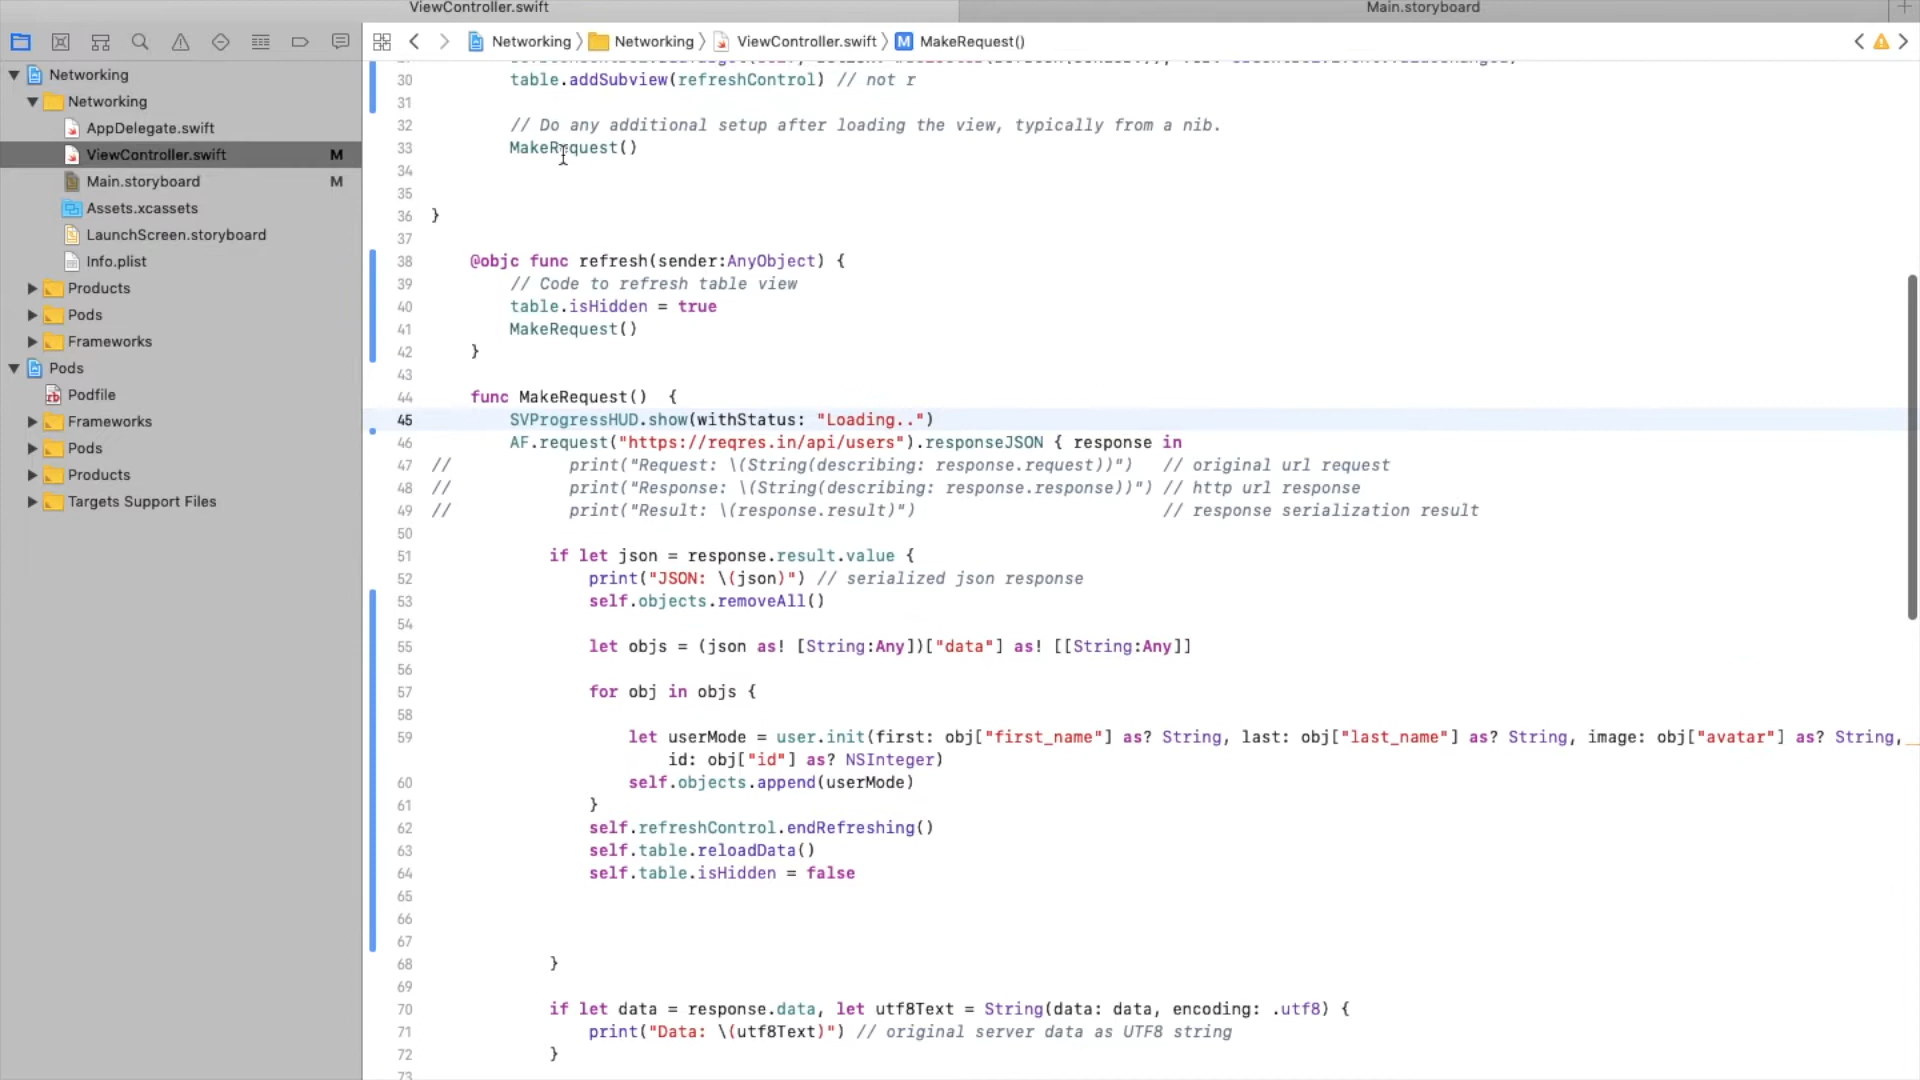 ViewController.swift
Main.storyboard
Networking
Networking
ViewController.swift
M
MakeRequest()
Networking
Networking
AppDelegate.swift
ViewController.swift M
Main.storyboard M
Assets.xcassets
LaunchScreen.storyboard
Info.plist
Products
Pods
Frameworks
Pods
Podfile
Frameworks
Pods
Products
Targets Support Files
30 table.addSubview(refreshControl) // not r
31
32 // Do any additional setup after loading the view, typically from a nib.
33 MakeRequest()
34
35
36 }
37
38 @objc func refresh(sender:AnyObject) {
39 // Code to refresh table view
40 table.isHidden = true
41 MakeRequest()
42 }
43
44 func MakeRequest()  {
45 SVProgressHUD.show(withStatus: "Loading..")
46 AF.request("https://reqres.in/api/users").responseJSON { response in
47 // print("Request: \(String(describing: response.request))") // original url request
48 // print("Response: \(String(describing: response.response))") // http url response
49 // print("Result: \(response.result)") // response serialization result
50
51 if let json = response.result.value {
52 print("JSON: \(json)") // serialized json response
53 self.objects.removeAll()
54
55 let objs = (json as! [String:Any])["data"] as! [[String:Any]]
56
57 for obj in objs {
58
59 let userMode = user.init(first: obj["first_name"] as? String, last: obj["last_name"] as? String, image: obj["avatar"] as? String,
id: obj["id"] as? NSInteger)
60 self.objects.append(userMode)
61 }
62 self.refreshControl.endRefreshing()
63 self.table.reloadData()
64 self.table.isHidden = false
65
66
67
68 }
69
70 if let data = response.data, let utf8Text = String(data: data, encoding: .utf8) {
71 print("Data: \(utf8Text)") // original server data as UTF8 string
72 }
73